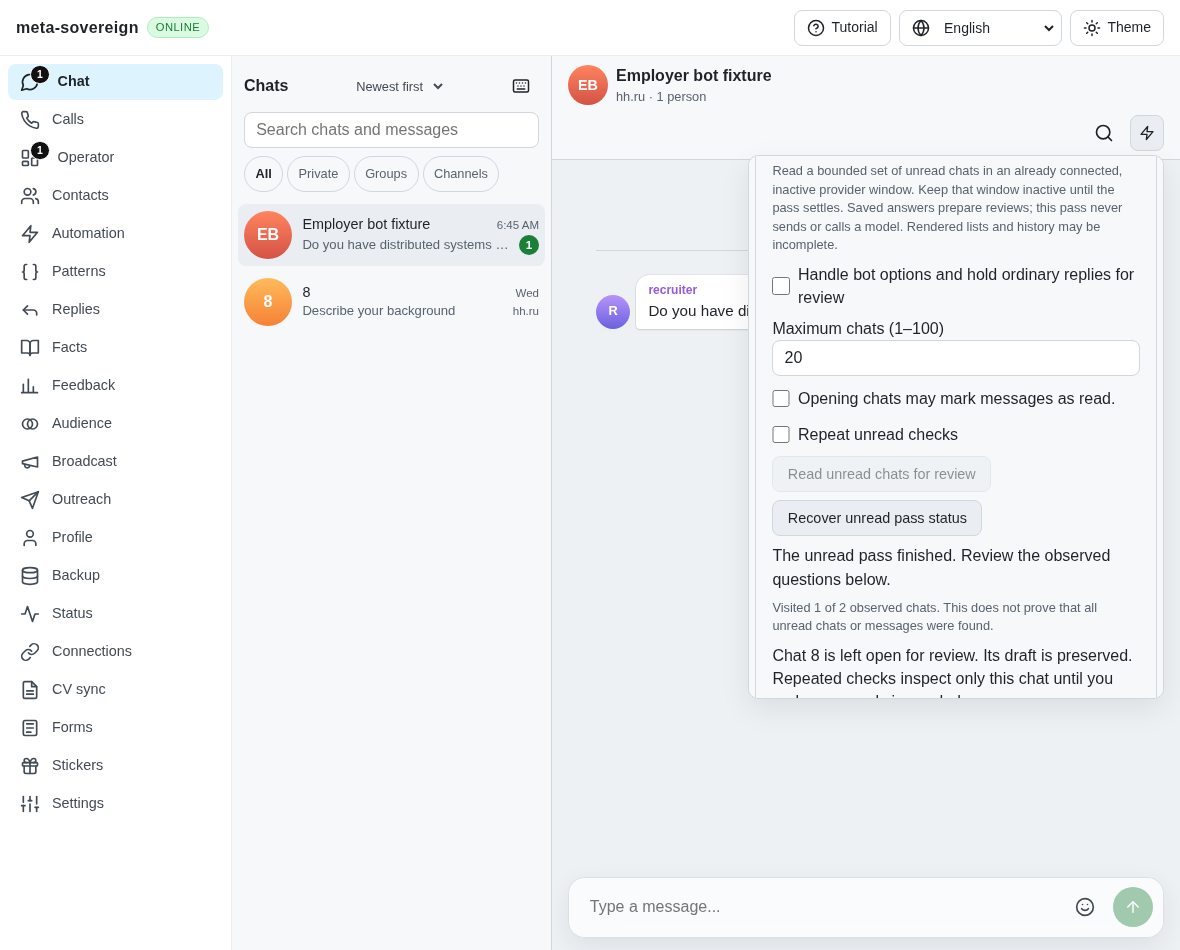 meta-sovereign
ONLINE
Tutorial
English
Theme
1
Chat
Calls
1
Operator
Contacts
Automation
Patterns
Replies
Facts
Feedback
Audience
Broadcast
Outreach
Profile
Backup
Status
Connections
CV sync
Forms
Stickers
Settings
Chats
Newest first
Search chats and messages
All
Private
Groups
Channels
EB
Employer bot fixture
6:45 AM
Do you have distributed systems …
1
8
8
Wed
Describe your background
hh.ru
EB
Employer bot fixture
hh.ru · 1 person
R
recruiter
Do you have di
Read a bounded set of unread chats in an already connected,
inactive provider window. Keep that window inactive until the
pass settles. Saved answers prepare reviews; this pass never
sends or calls a model. Rendered lists and history may be
incomplete.
Handle bot options and hold ordinary replies for
review
Maximum chats (1–100)
20
Opening chats may mark messages as read.
Repeat unread checks
Read unread chats for review
Recover unread pass status
The unread pass finished. Review the observed
questions below.
Visited 1 of 2 observed chats. This does not prove that all
unread chats or messages were found.
Chat 8 is left open for review. Its draft is preserved.
Repeated checks inspect only this chat until you
Type a message...